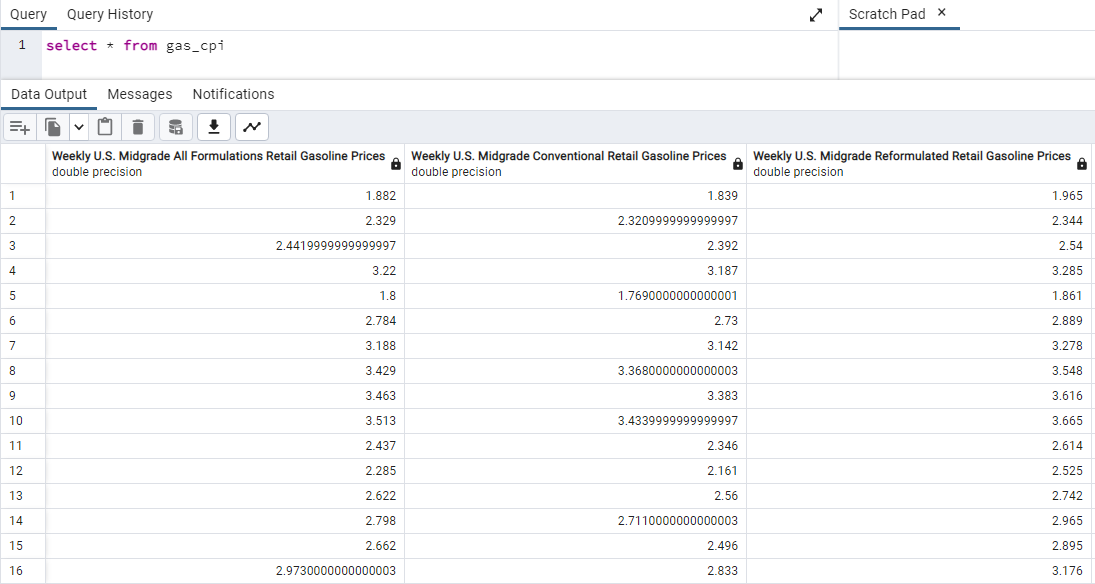 Query Query History Scratch Pad ×
1 select * from gas_cpi
Data Output Messages Notifications
Weekly U.S. Midgrade All Formulations Retail Gasoline Prices Weekly U.S. Midgrade Conventional Retail Gasoline Prices Weekly U.S. Midgrade Reformulated Retail Gasoline Prices
double precision double precision double precision
1 1.882 1.839 1.965
2 2.329 2.3209999999999997 2.344
3 2.4419999999999997 2.392 2.54
4 3.22 3.187 3.285
5 1.8 1.7690000000000001 1.861
6 2.784 2.73 2.889
7 3.188 3.142 3.278
8 3.429 3.3680000000000003 3.548
9 3.463 3.383 3.616
10 3.513 3.4339999999999997 3.665
11 2.437 2.346 2.614
12 2.285 2.161 2.525
13 2.622 2.56 2.742
14 2.798 2.7110000000000003 2.965
15 2.662 2.496 2.895
16 2.9730000000000003 2.833 3.176